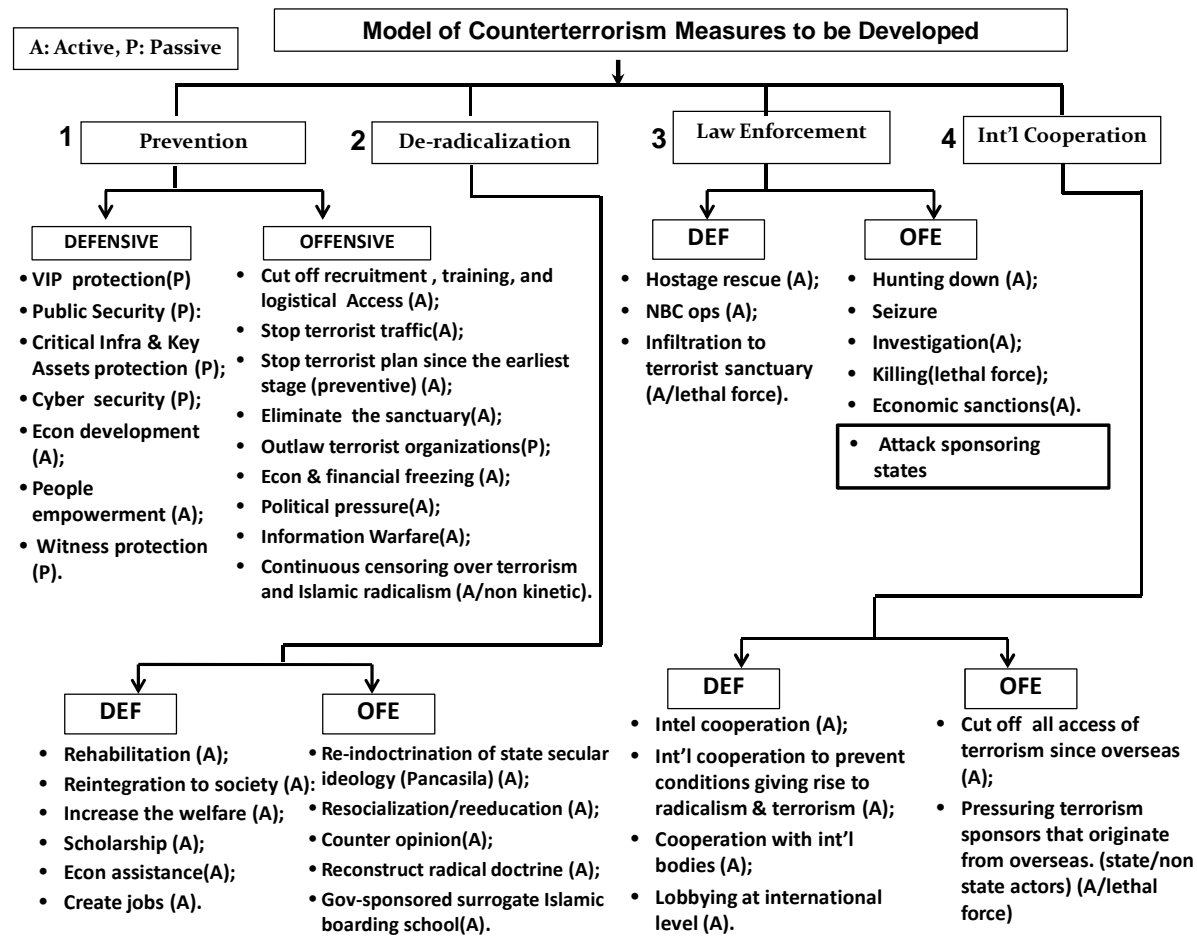 Model of Counterterrorism Measures to be Developed
A: Active, P: Passive
1
Prevention
2
De-radicalization
3
Law Enforcement
4
Int'l Cooperation
DEFENSIVE
• VIP protection(P)
• Public Security (P):
• Critical Infra & Key
Assets protection (P);
• Cyber security (P);
• Econ development
(A);
• People
empowerment (A);
• Witness protection
(P).
OFFENSIVE
• Cut off recruitment , training, and
logistical Access (A);
• Stop terrorist traffic(A);
• Stop terrorist plan since the earliest
stage (preventive) (A);
• Eliminate the sanctuary(A);
• Outlaw terrorist organizations(P);
• Econ & financial freezing (A);
• Political pressure(A);
• Information Warfare(A);
• Continuous censoring over terrorism
and Islamic radicalism (A/non kinetic).
DEF
• Hostage rescue (A);
• NBC ops (A);
• Infiltration to
terrorist sanctuary
(A/lethal force).
OFE
• Hunting down (A);
• Seizure
• Investigation(A);
• Killing(lethal force);
• Economic sanctions(A).
• Attack sponsoring
states
DEF
• Rehabilitation (A);
• Reintegration to society (A):
• Increase the welfare (A);
• Scholarship (A);
• Econ assistance(A);
• Create jobs (A).
OFE
• Re-indoctrination of state secular
ideology (Pancasila) (A);
• Resocialization/reeducation (A);
• Counter opinion(A);
• Reconstruct radical doctrine (A);
• Gov-sponsored surrogate Islamic
boarding school(A).
DEF
• Intel cooperation (A);
• Int'l cooperation to prevent
conditions giving rise to
radicalism & terrorism (A);
• Cooperation with int'l
bodies (A);
• Lobbying at international
level (A).
OFE
• Cut off all access of
terrorism since overseas
(A);
• Pressuring terrorism
sponsors that originate
from overseas. (state/non
state actors) (A/lethal
force)